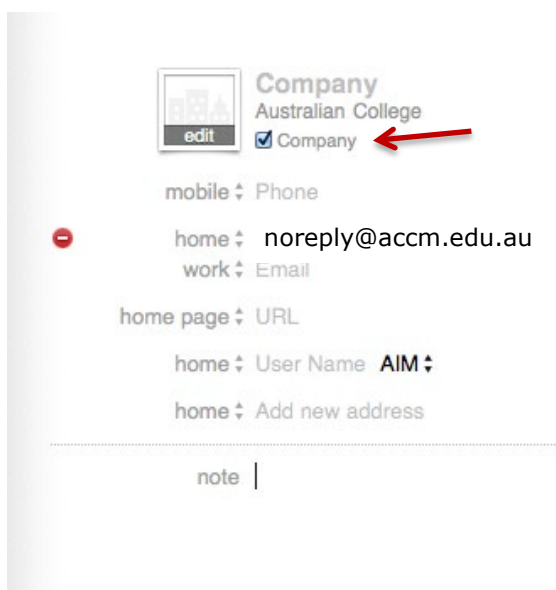 Company
Australian College
edit
Company
mobile Phone
home noreply@accm.edu.au
work Email
home page URL
home User Name AIM
home Add new address
note